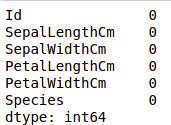 Id 0
SepalLengthCm 0
SepalWidthCm 0
PetalLengthCm 0
PetalWidthCm 0
Species 0
dtype: int64